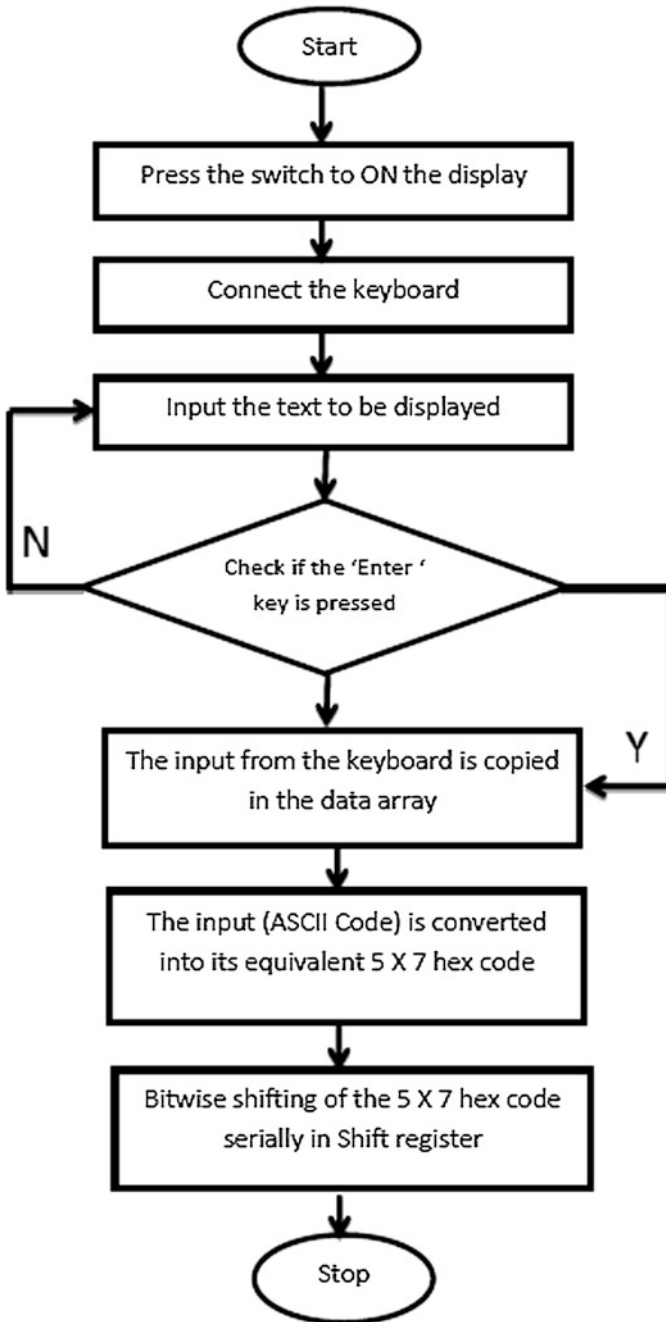 Start
Press the switch to ON the display
Connect the keyboard
Input the text to be displayed
N
Check if the ‘Enter ‘
key is pressed
Y
The input from the keyboard is copied
in the data array
The input (ASCII Code) is converted
into its equivalent 5 X 7 hex code
Bitwise shifting of the 5 X 7 hex code
serially in Shift register
Stop